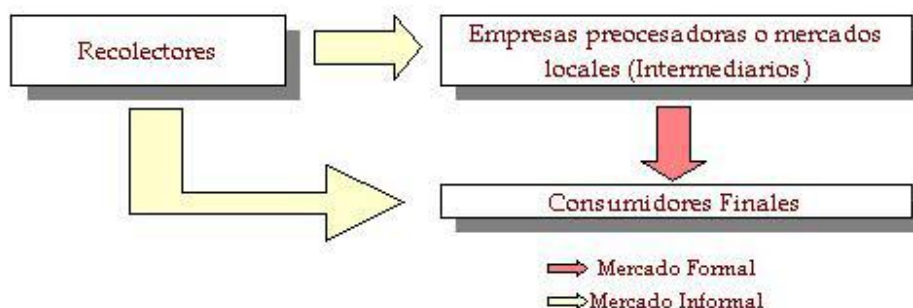 Recolectores
Empresas preocesadoras o mercados
locales (Intermediarios)
Consumidores Finales
Mercado Formal
Mercado Informal